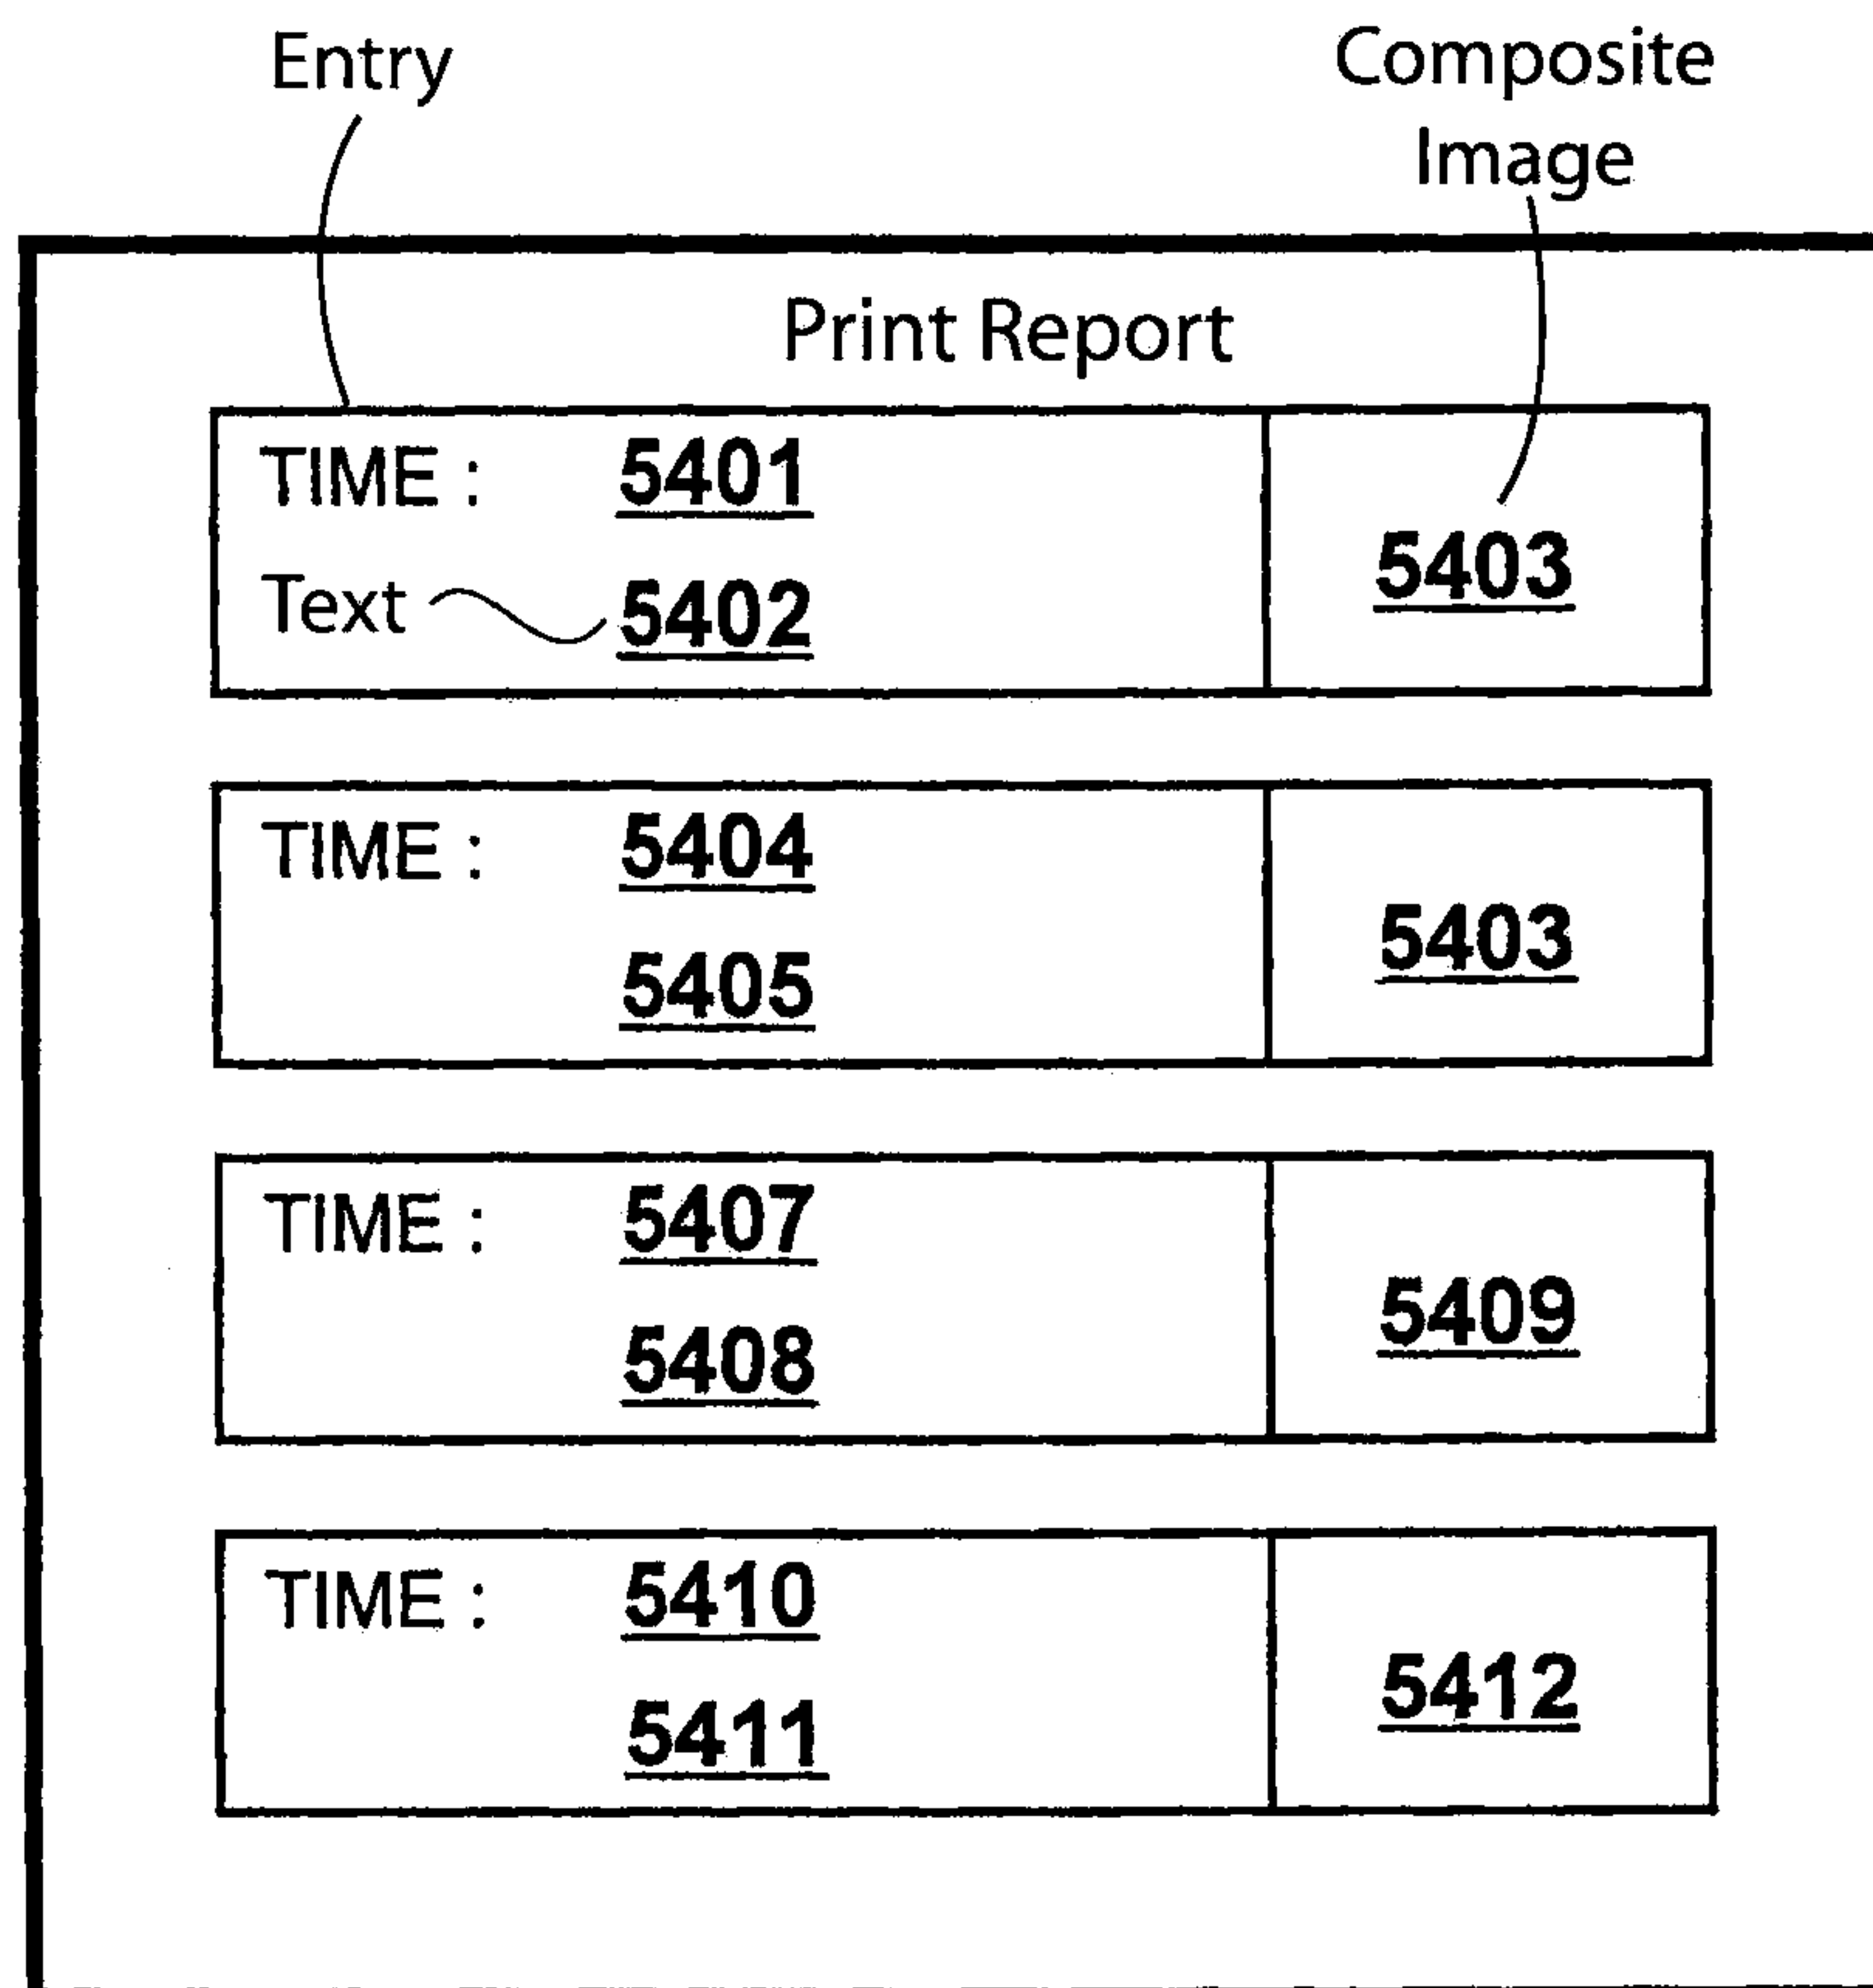 Entry
Composite
Image
Print Report
TIME : 5401
Text 5402
5403
TIME : 5404
5405
5403
TIME : 5407
5408
5409
TIME : 5410
5411
5412